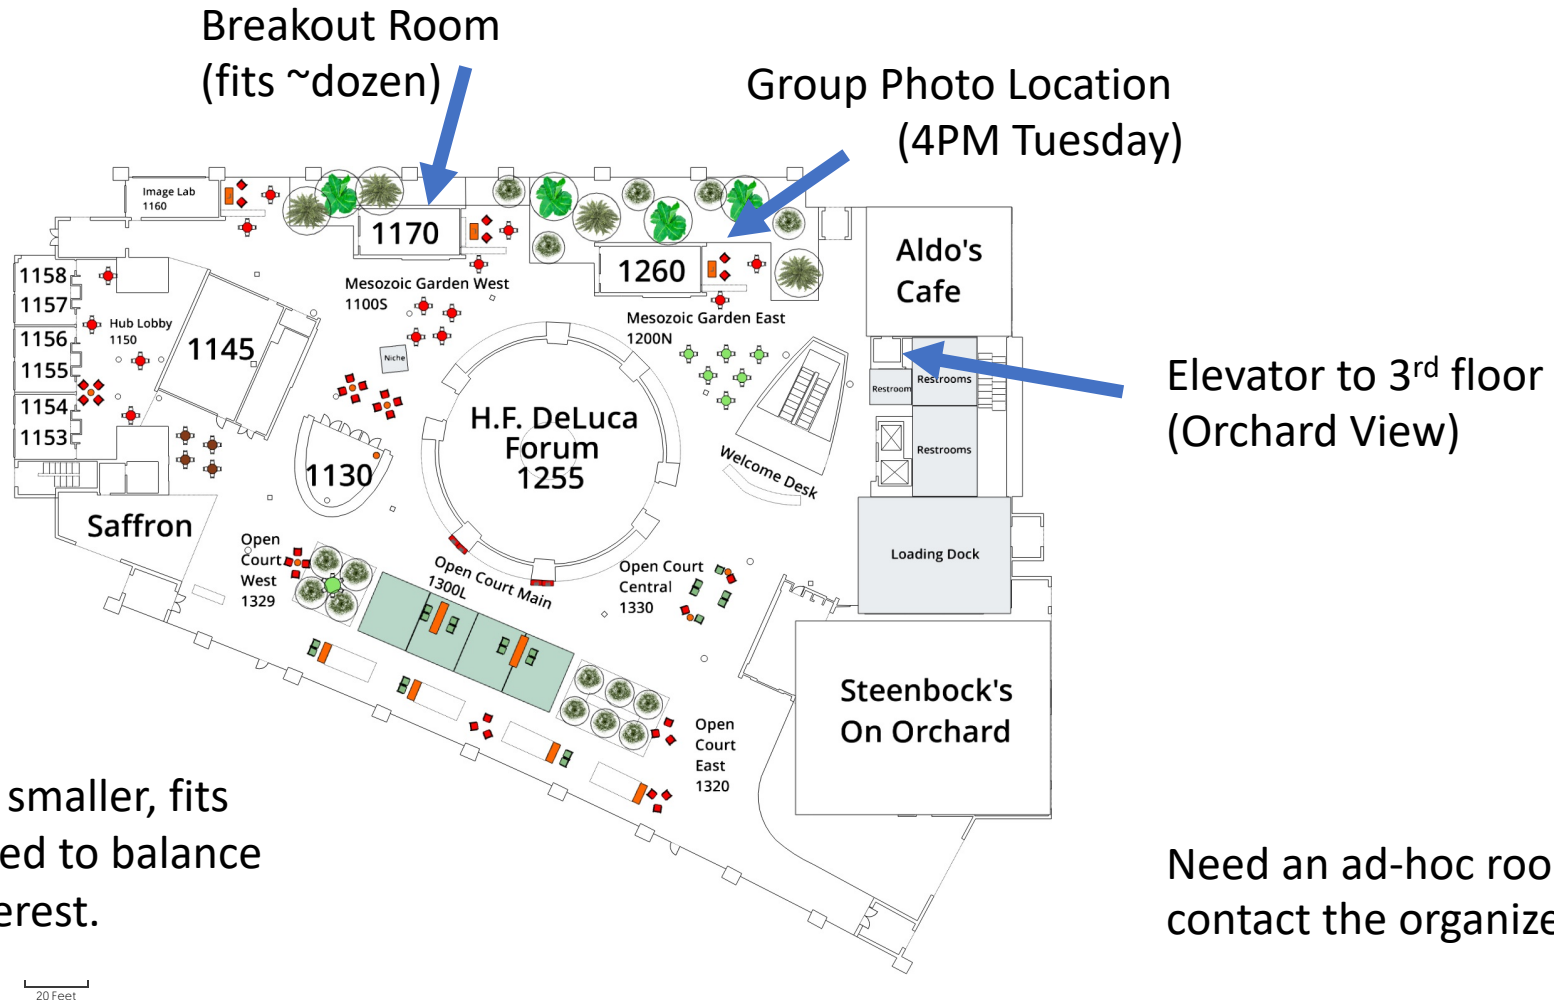 Breakout Room
(fits ~dozen)
Group Photo Location
(4PM Tuesday)
Image Lab
1160
1170
1260
Aldo's
Cafe
1158
1157
1156
1155
1154
1153
Hub Lobby
1150
1145
Mesozoic Garden West
1100S
Niche
Mesozoic Garden East
1200N
Restroom
Restrooms
Restrooms
Elevator to 3rd floor
(Orchard View)
H.F. DeLuca
Forum
1255
1130
Welcome Desk
Saffron
Open
Court
West
1329
Open Court Main
1300L
Open Court
Central
1330
Loading Dock
Steenbock's
On Orchard
Open
Court
East
1320
smaller, fits
ed to balance
erest.
Need an ad-hoc roo
contact the organize
20 Feet